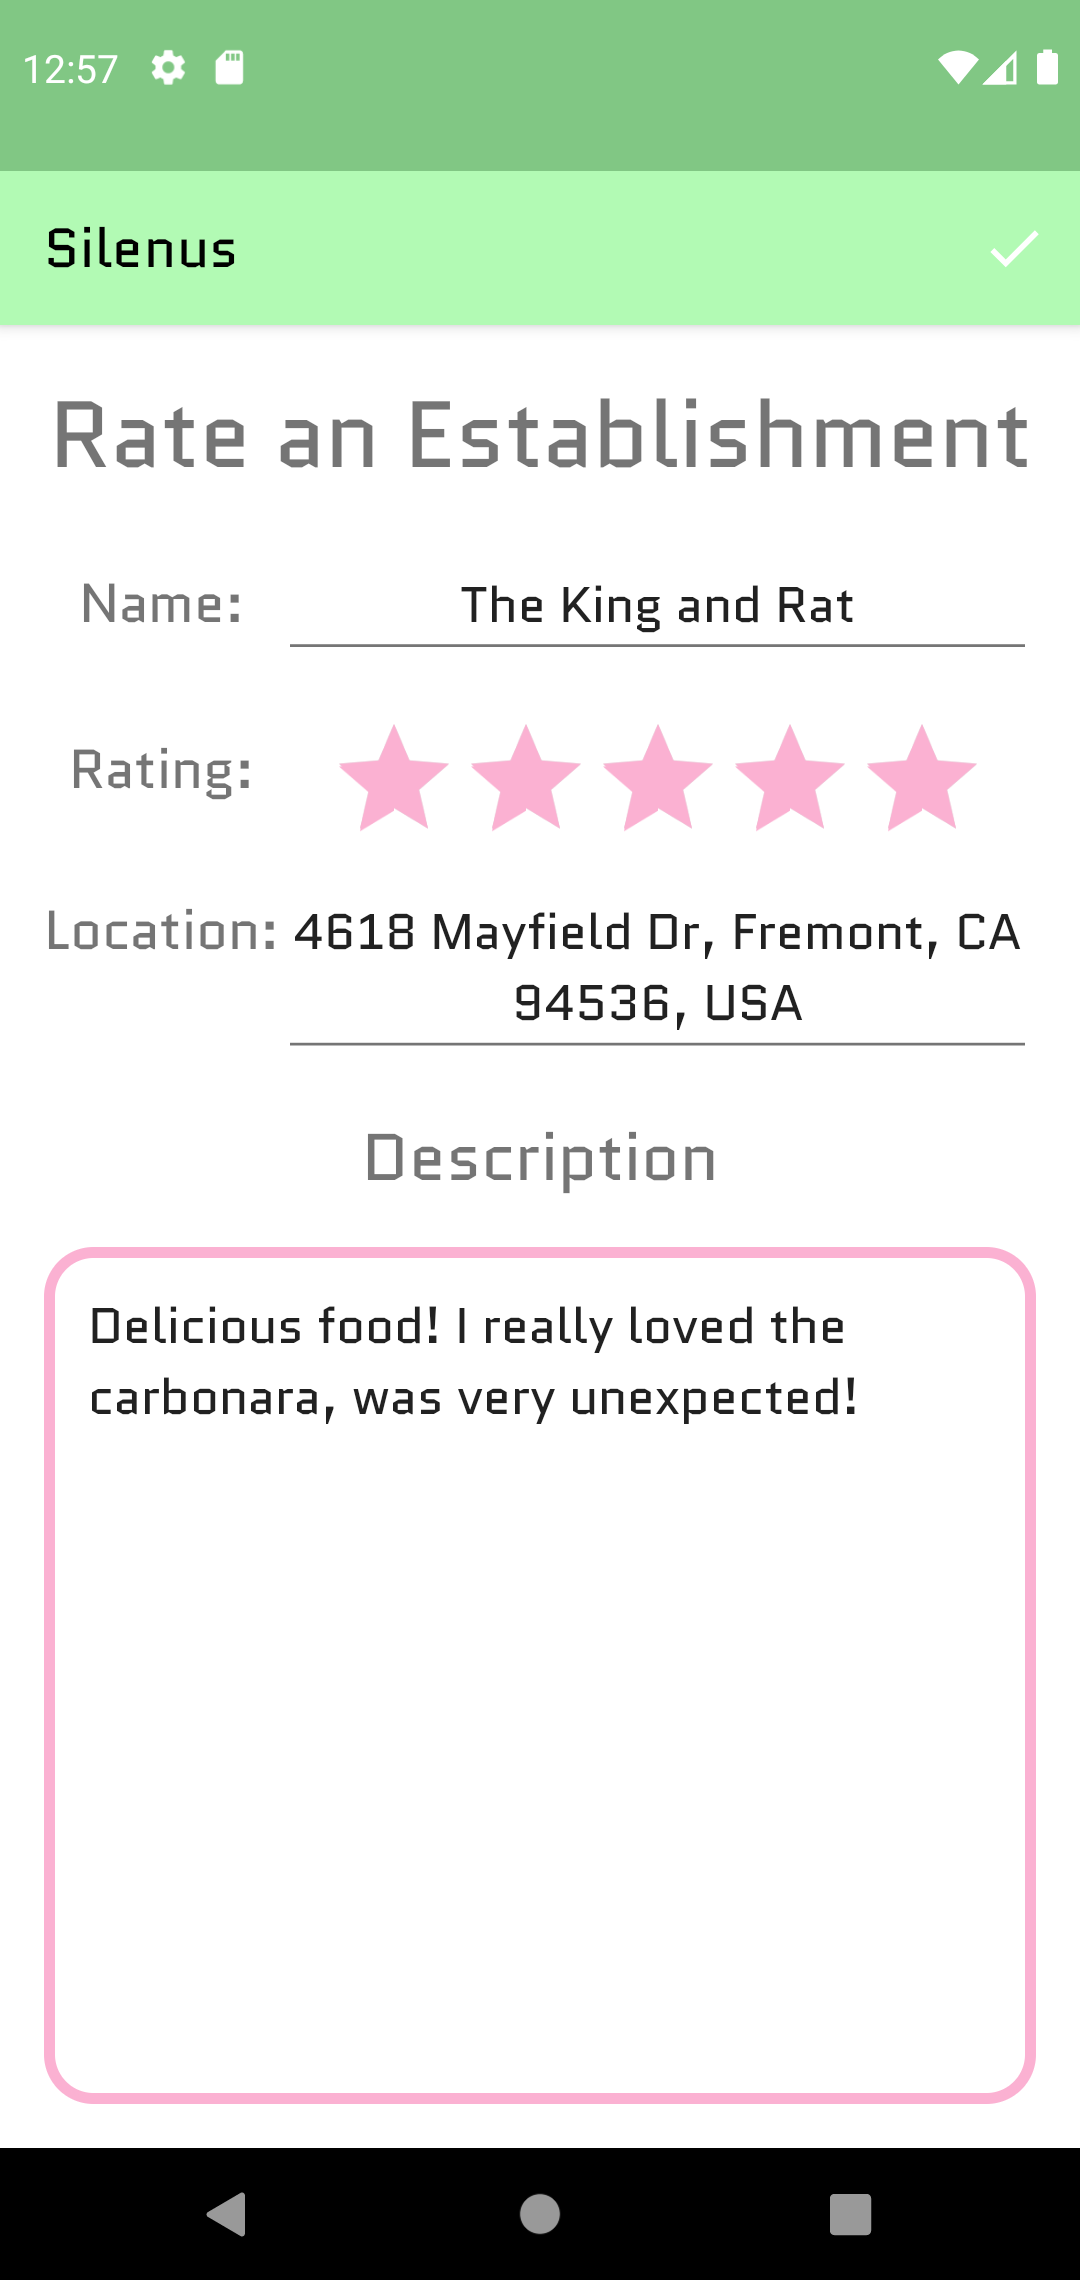 12:57
Silenus
Rate an Establishment
Name: The King and Rat
Rating:
Location: 4618 Mayfield Dr, Fremont, CA
94536, USA
Description
Delicious food! I really loved the
carbonara, was very unexpected!